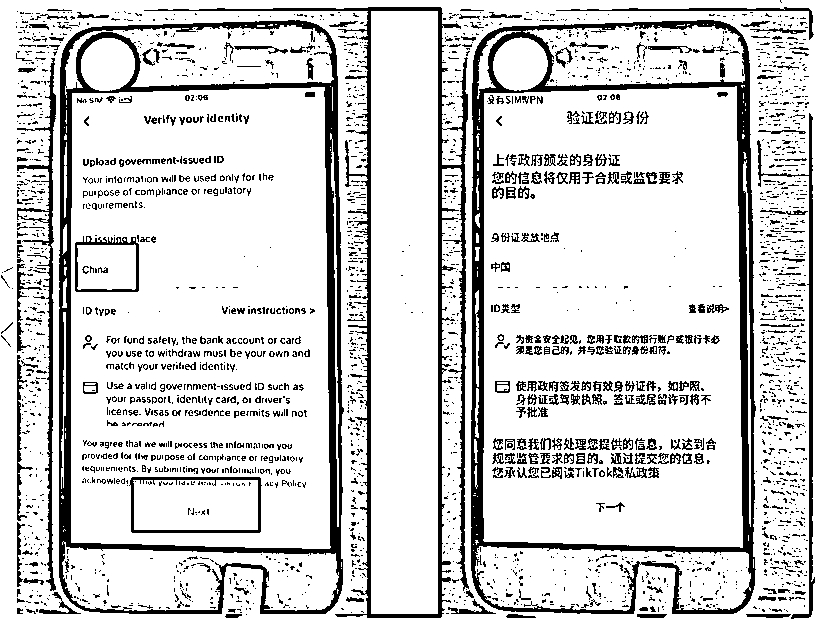 No SIM
02:06
Verify your identity
Upload government-issued ID
Your information will be used only for the
purpose of compliance or regulatory
requirements.
ID issuing place
China
ID type
View instructions >
For fund safety, the bank account or card
you use to withdraw must be your own and
match your verified identity.
Use a valid government-issued ID such as
your passport, identity card, or driver's
license. Visas or residence permits will not
be accepted
You agree that we will process the information you
provided for the purpose of compliance or regulatory
requirements. By submitting your information, you
acknowledge that you have read Policy
Next
没有SIM VPN
02:06
验证您的身份
上传政府颁发的身份证
您的信息将仅用于合规或监管要求
的目的。
身份证发放地点
中国
ID类型
查看说明>
为资金安全起见，您用于取款的银行账户或银行卡必
须是您自己的，并与您验证的身份相符。
使用政府签发的有效身份证件，如护照、
身份证或驾驶执照。签证或居留许可将不
予批准
您同意我们将处理您提供的信息，以达到合
规或监管要求的目的。通过提交您的信息，
您承认您已阅读TikTok隐私政策
下一个